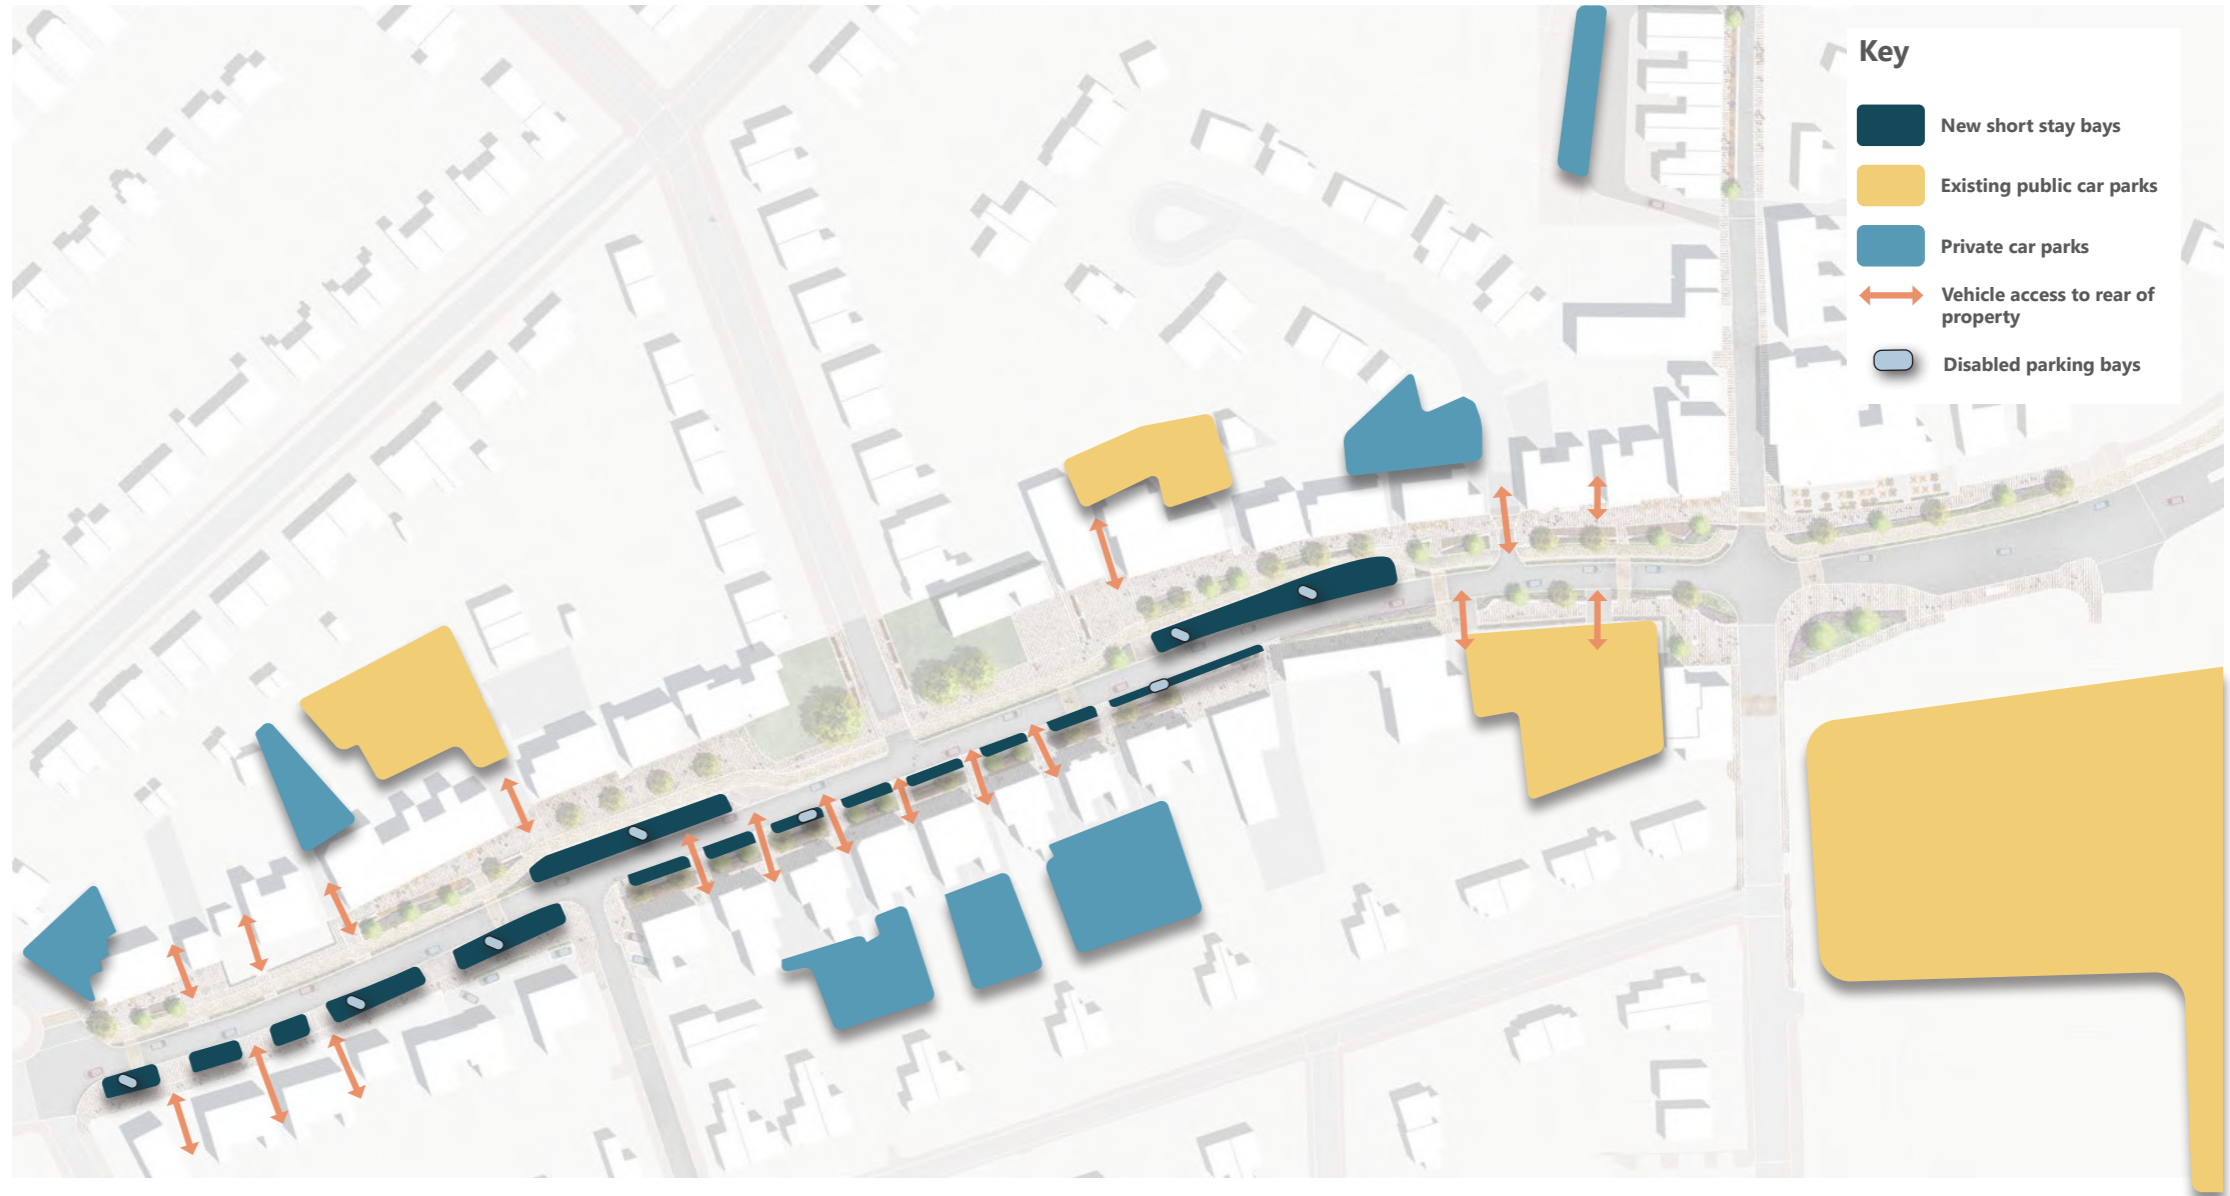 Key
New short stay bays
Existing public car parks
Private car parks
Vehicle access to rear of
property
Disabled parking bays